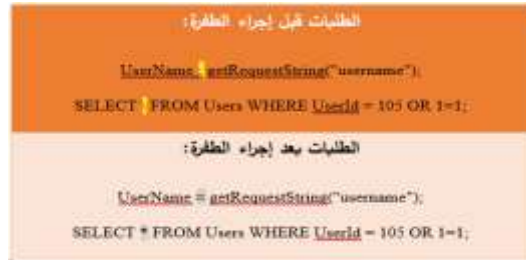 الطلبات قبل إجراء الطفرة:
UserName getRequestString("username");
SELECT FROM Users WHERE UserId = 105 OR 1=1;
الطلبات بعد إجراء الطفرة:
UserName = getRequestString("username");
SELECT * FROM Users WHERE UserId = 105 OR 1=1;